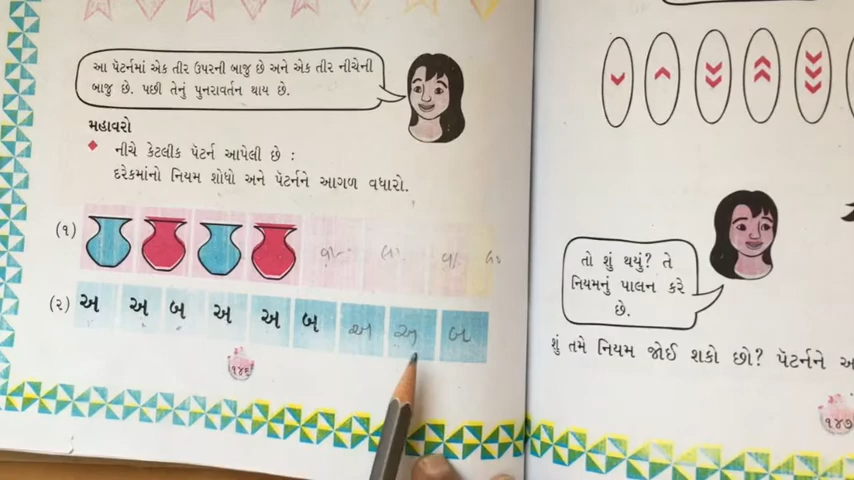 આ પૅટર્નમાં એક તીર ઉપરની બાજુ છે અને એક તીર નીચેની
બાજુ છે. પછી તેનું પુનરાવર્તન થાય છે.
મહાવરો
નીચે કેટલીક પૅટર્ન આપેલી છે :
દરેકમાંનો નિયમ શોધો અને પૅટર્નને આગળ વધારો.
(૧)
(૨) અ અ બ અ અ બ અ અ બ
૧૪૬
તો શું થયું? તે
નિયમનું પાલન કરે
છે.
શું તમે નિયમ જોઈ શકો છો? પૅટર્નને
૧૪૭